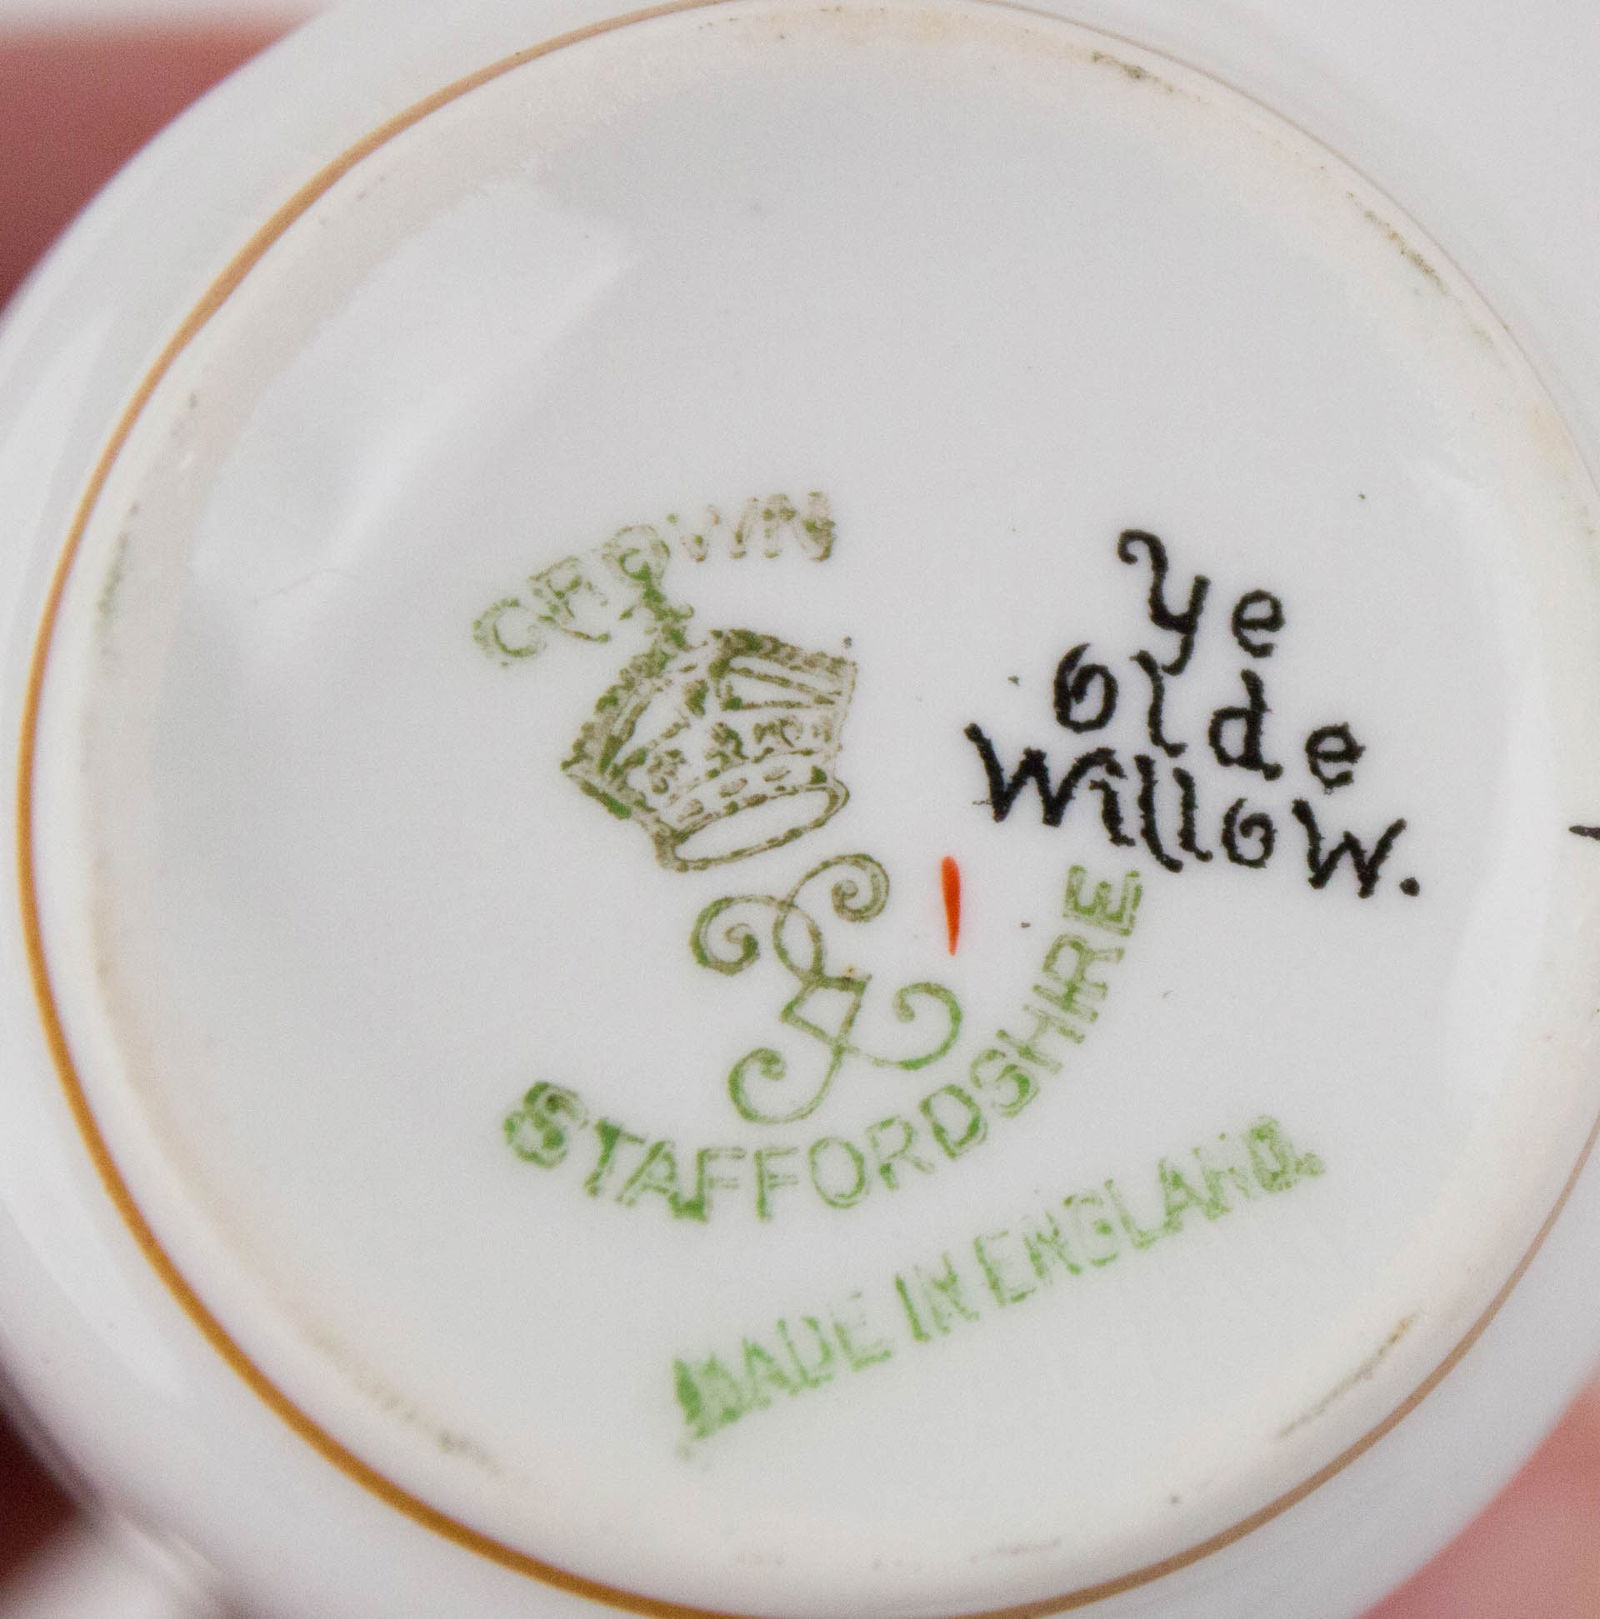 CROWN
STAFFORDSHIRE
MADE IN ENGLAND.
Ye
Olde
Willow.